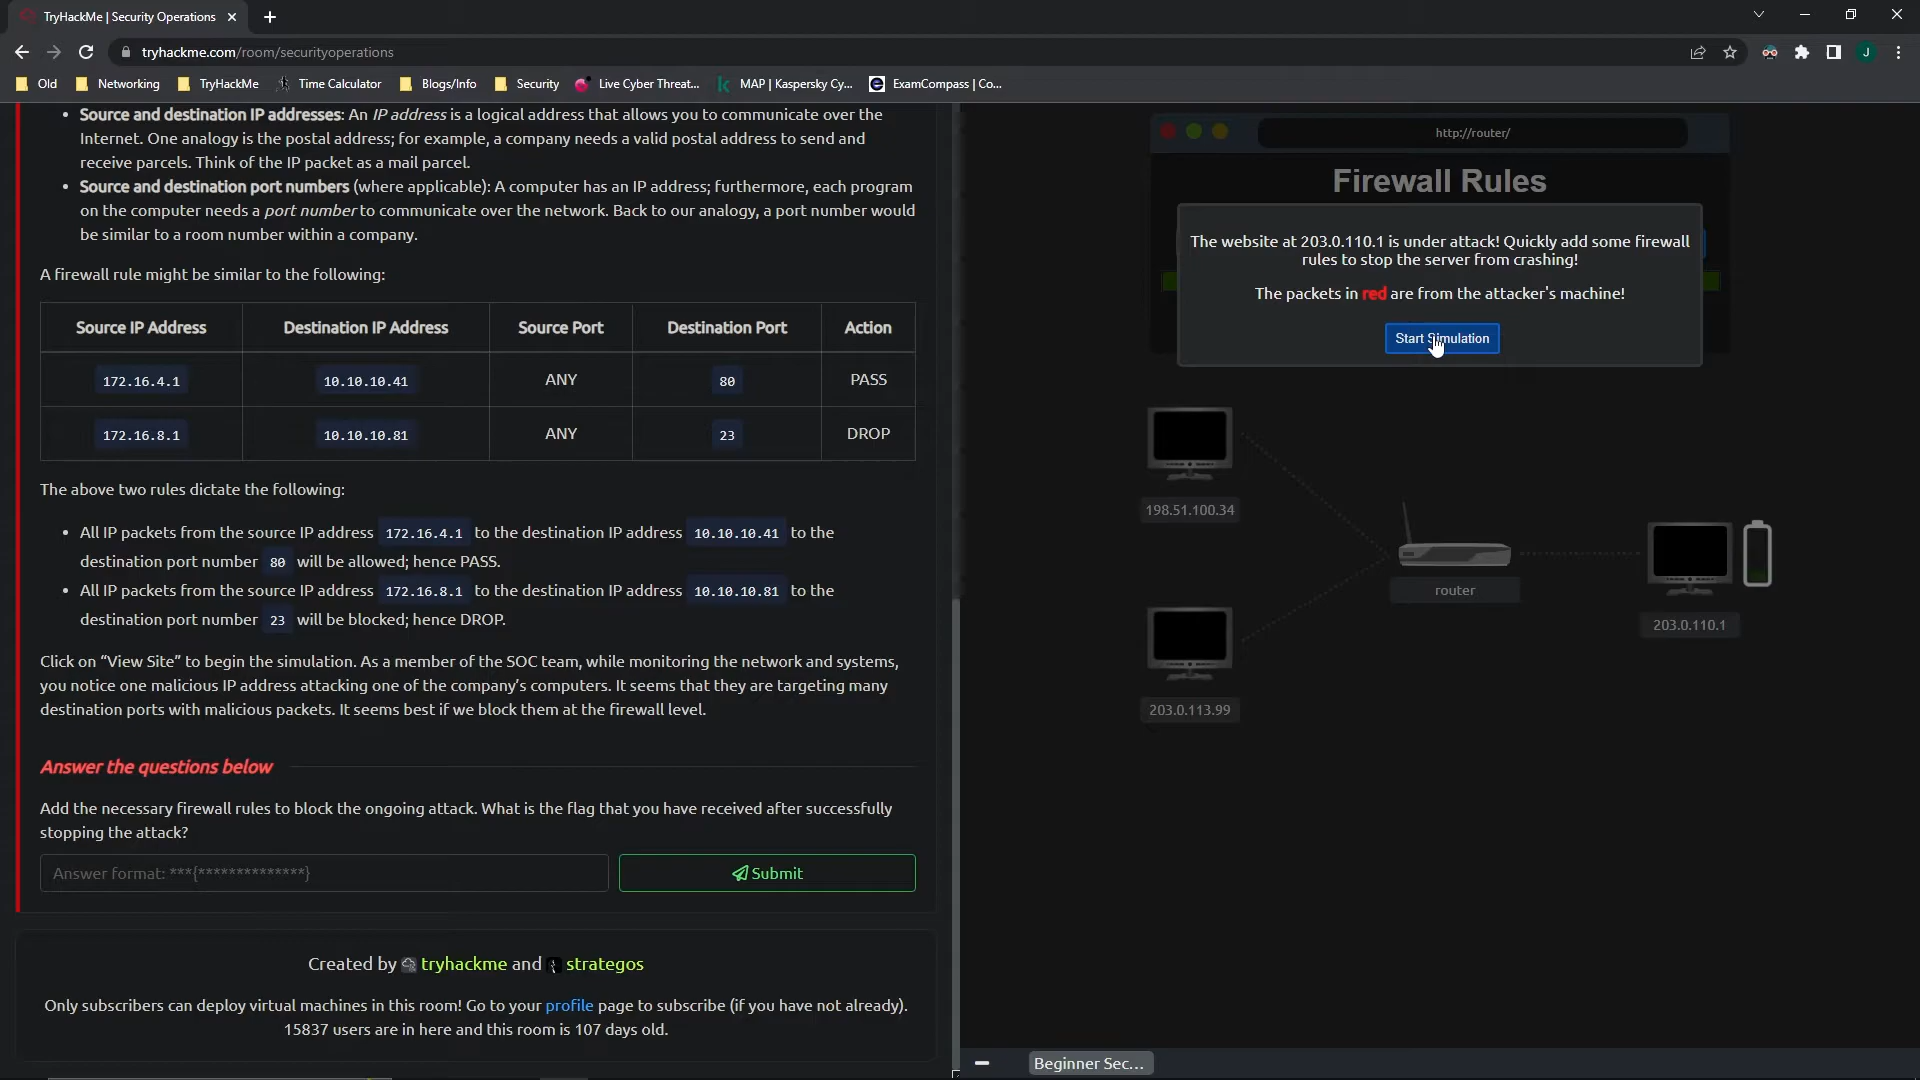 TryHackMe | Security Operations
tryhackme.com/room/securityoperations
J
Old
Networking
TryHackMe
Time Calculator
Blogs/Info
Security
Live Cyber Threat...
MAP | Kaspersky Cy...
ExamCompass | Co...
• Source and destination IP addresses: An IP address is a logical address that allows you to communicate over the
Internet. One analogy is the postal address; for example, a company needs a valid postal address to send and
receive parcels. Think of the IP packet as a mail parcel.
• Source and destination port numbers (where applicable): A computer has an IP address; furthermore, each program
on the computer needs a port number to communicate over the network. Back to our analogy, a port number would
be similar to a room number within a company.
A firewall rule might be similar to the following:
Source IP Address Destination IP Address Source Port Destination Port Action
172.16.4.1 10.10.10.41 ANY 80 PASS
172.16.8.1 10.10.10.81 ANY 23 DROP
The above two rules dictate the following:
• All IP packets from the source IP address 172.16.4.1 to the destination IP address 10.10.10.41 to the
destination port number 80 will be allowed; hence PASS.
• All IP packets from the source IP address 172.16.8.1 to the destination IP address 10.10.10.81 to the
destination port number 23 will be blocked; hence DROP.
Click on “View Site” to begin the simulation. As a member of the SOC team, while monitoring the network and systems,
you notice one malicious IP address attacking one of the company’s computers. It seems that they are targeting many
destination ports with malicious packets. It seems best if we block them at the firewall level.
Answer the questions below
Add the necessary firewall rules to block the ongoing attack. What is the flag that you have received after successfully
stopping the attack?
Answer format: ***{**************}
Submit
Created by tryhackme and strategos
Only subscribers can deploy virtual machines in this room! Go to your profile page to subscribe (if you have not already).
15837 users are in here and this room is 107 days old.
http://router/
Firewall Rules
The website at 203.0.110.1 is under attack! Quickly add some firewall
rules to stop the server from crashing!
The packets in red are from the attacker's machine!
Start Simulation
198.51.100.34
router
203.0.110.1
203.0.113.99
Beginner Sec...